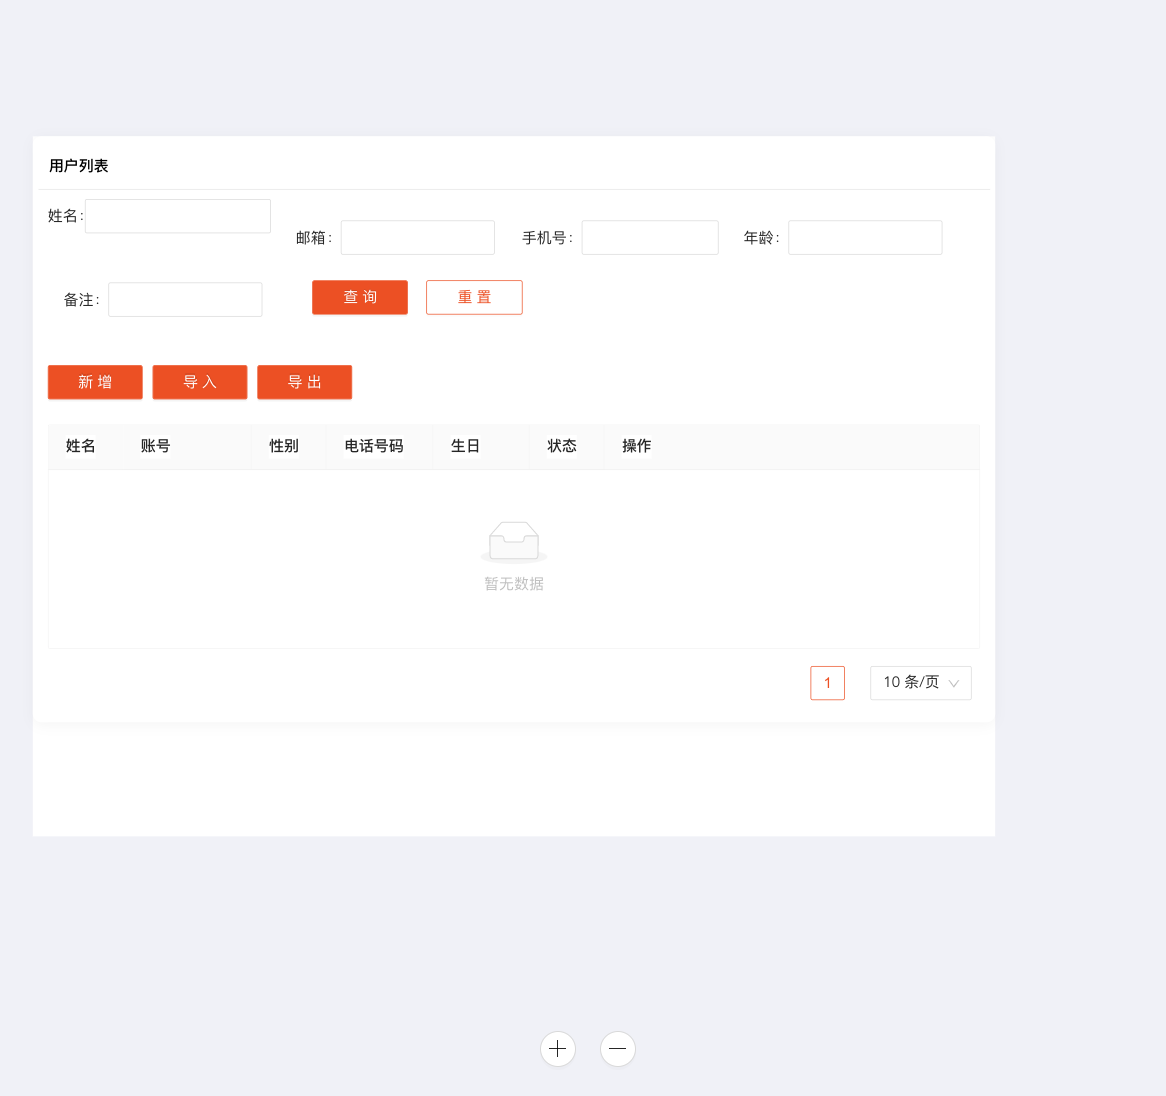 用户列表
姓名:
邮箱: 手机号: 年龄:
备注: 查 询 重 置
新 增 导 入 导 出
姓名 账号 性别 电话号码 生日 状态 操作
暂无数据
1 10 条/页